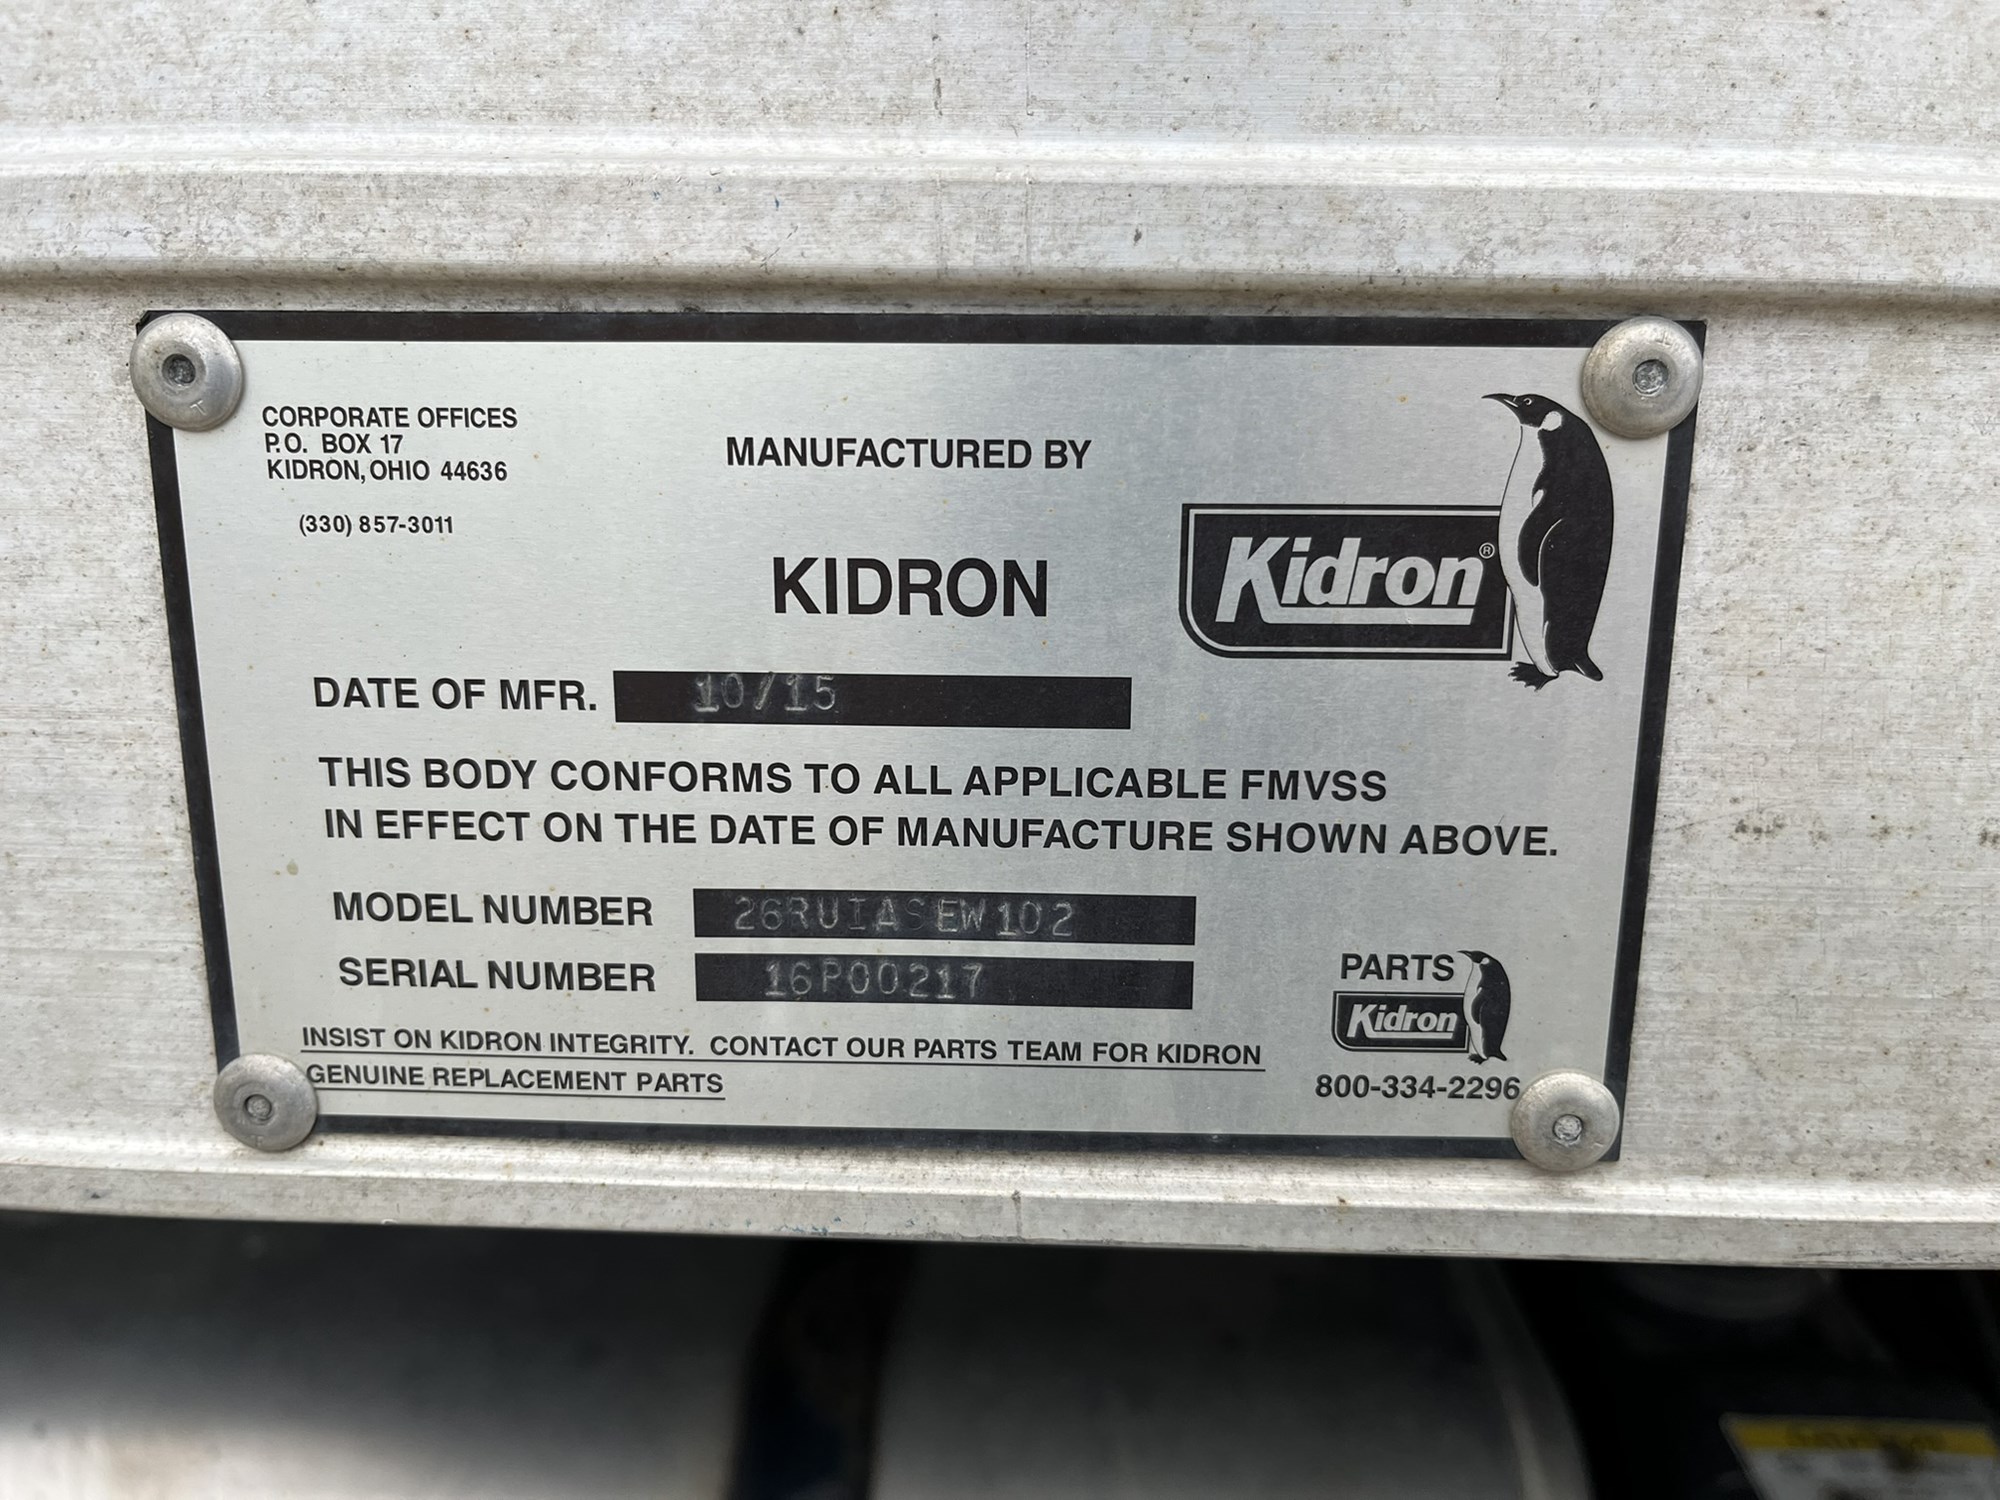 CORPORATE OFFICES
P.O. BOX 17
KIDRON, OHIO 44636
(330) 857-3011
MANUFACTURED BY
KIDRON
Kidron®
DATE OF MFR. 10/15
THIS BODY CONFORMS TO ALL APPLICABLE FMVSS
IN EFFECT ON THE DATE OF MANUFACTURE SHOWN ABOVE.
MODEL NUMBER 26RUIASEW102
SERIAL NUMBER 16P00217
INSIST ON KIDRON INTEGRITY. CONTACT OUR PARTS TEAM FOR KIDRON
GENUINE REPLACEMENT PARTS
PARTS
Kidron
800-334-2296